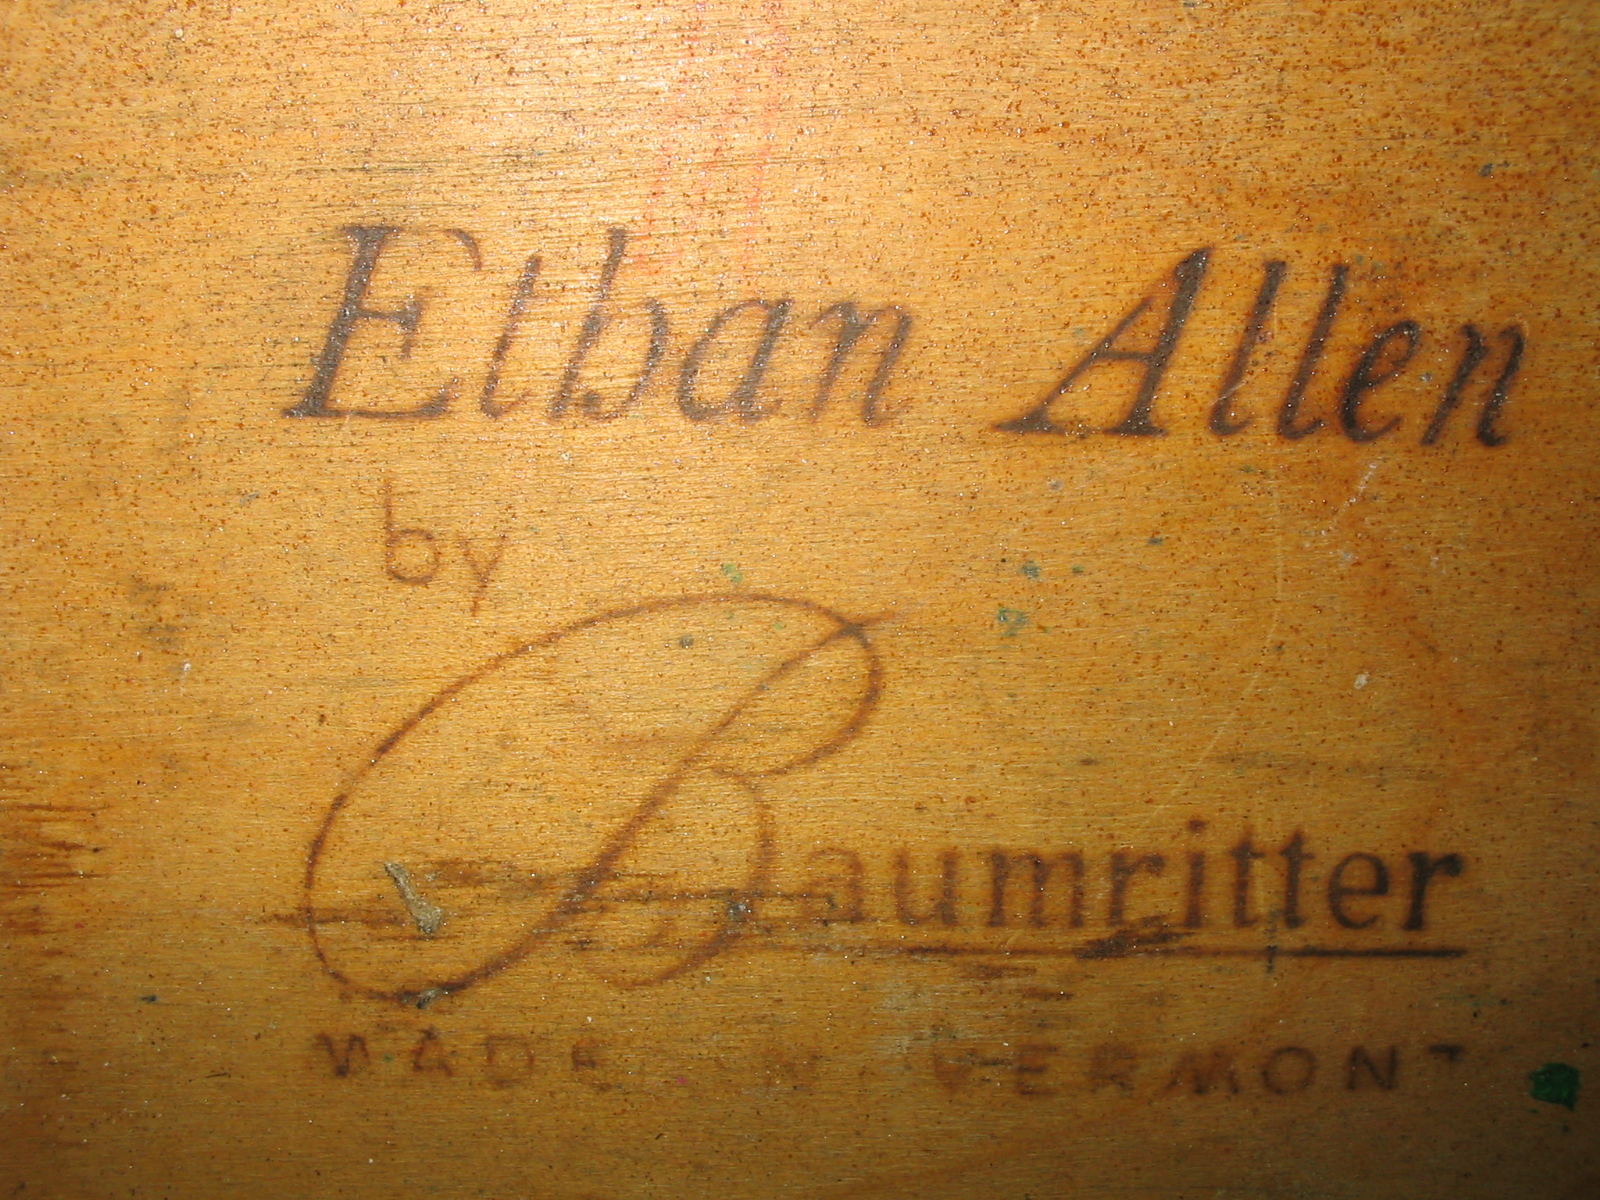 Ethan Allen
by
Baumritter
MADE IN VERMONT